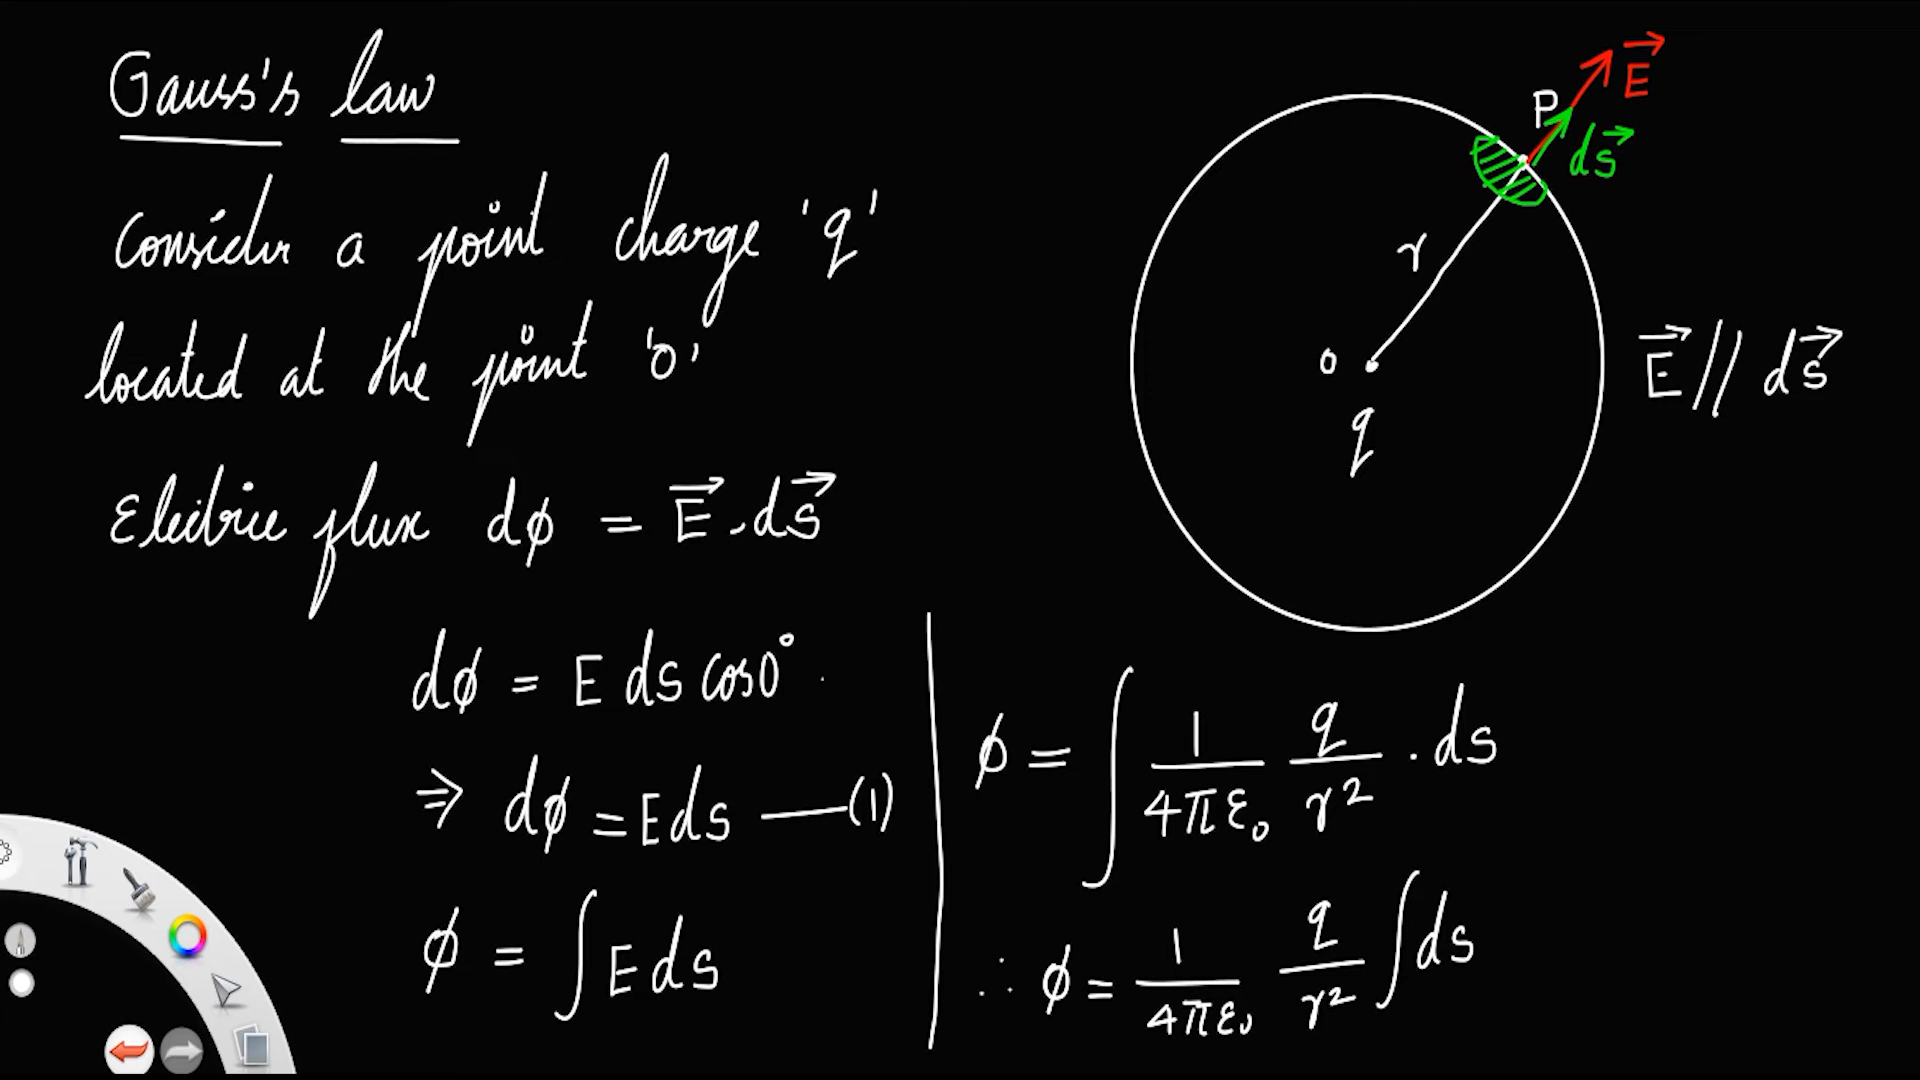 Gauss's law
Consider a point charge 'q'
located at the point 'o'
Electric flux dϕ = E⃗ . ds⃗
dϕ = E ds cos0°
⇒ dϕ = E ds —(1)
ϕ = ∫ E ds
P
E⃗
ds⃗
r
o
q
E⃗ // ds⃗
ϕ = ∫ 1/4πε₀ q/r² . ds
∴ ϕ = 1/4πε₀ q/r² ∫ ds